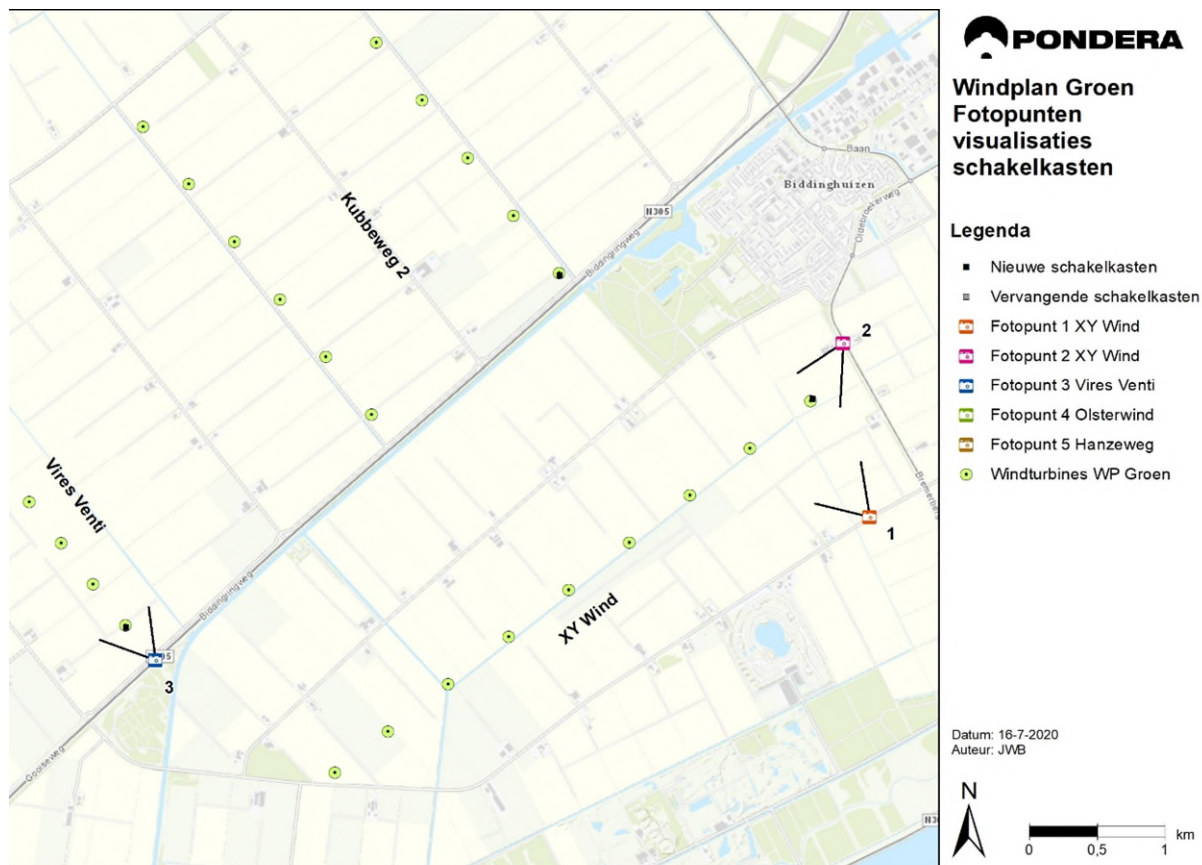 PONDERA
Windplan Groen
Fotopunten
visualisaties
schakelkasten
Legenda
Nieuwe schakelkasten
Vervangende schakelkasten
Fotopunt 1 XY Wind
Fotopunt 2 XY Wind
Fotopunt 3 Vires Venti
Fotopunt 4 Olsterwind
Fotopunt 5 Hanzeweg
Windturbines WP Groen
Datum: 16-7-2020
Auteur: JWB
N
0 0,5 1 km
Baan
Biddinghuizen
Oldebroekerweg
N305
Biddingringweg
Kubbeweg 2
2
Vires Venti
1
Biddingringweg
XY Wind
3
Gooiseweg